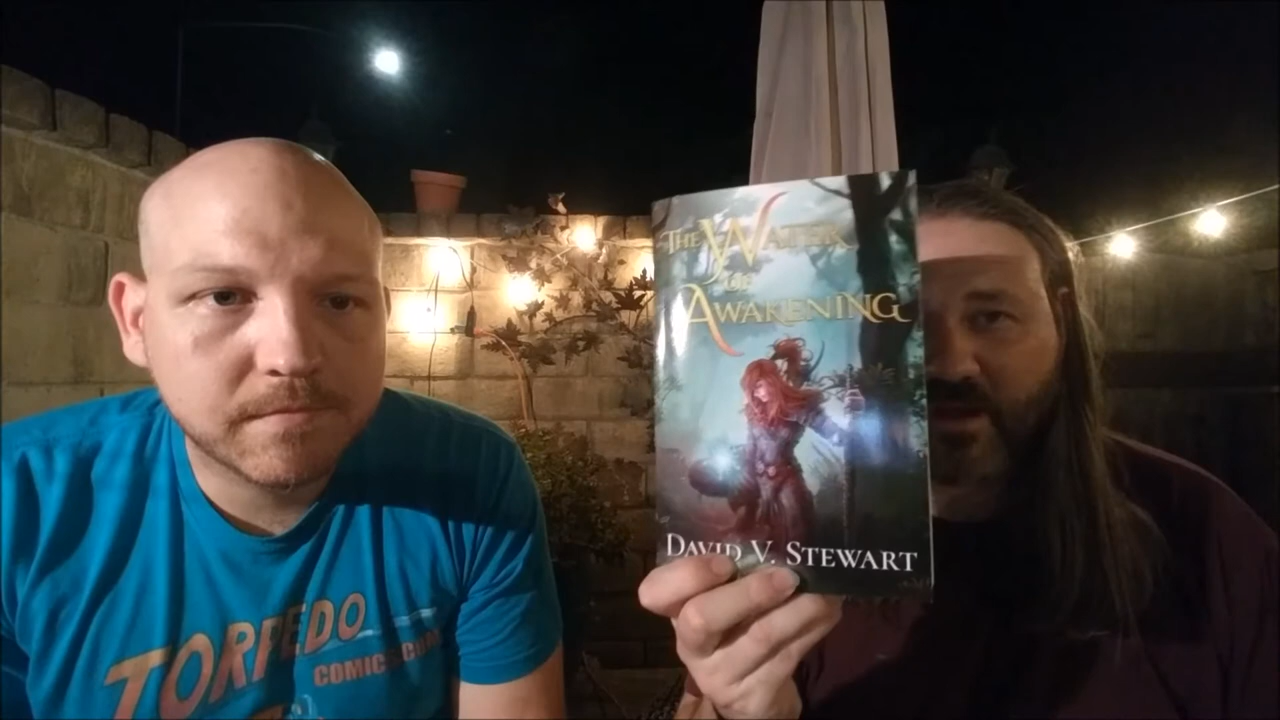 THE WATER
OF
AWAKENING
DAVID V. STEWART
TORPEDO
COMICS.COM